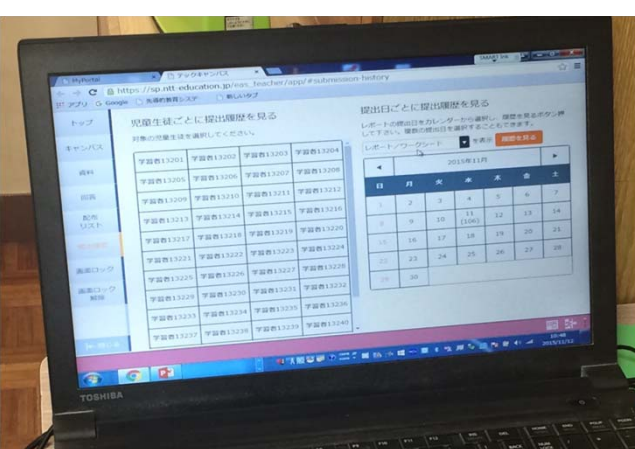 MyPortal
テックキャンパス
https://sp.ntt-education.jp/eas_teacher/app/#submission-history
アプリ Google 先導的教育システ 新しいタブ
トップ
キャンバス
資料
回答
配布
リスト
提出履歴
画面ロック
画面ロック
解除
閉じる
児童生徒ごとに提出履歴を見る
対象の児童生徒を選択してください。
学習者13201 学習者13202 学習者13203 学習者13204
学習者13205 学習者13206 学習者13207 学習者13208
学習者13209 学習者13210 学習者13211 学習者13212
学習者13213 学習者13214 学習者13215 学習者13216
学習者13217 学習者13218 学習者13219 学習者13220
学習者13221 学習者13222 学習者13223 学習者13224
学習者13225 学習者13226 学習者13227 学習者13228
学習者13229 学習者13230 学習者13231 学習者13232
学習者13233 学習者13234 学習者13235 学習者13236
学習者13237 学習者13238 学習者13239 学習者13240
提出日ごとに提出履歴を見る
レポートの提出日をカレンダーから選択し、履歴を見るボタン押
して下さい。複数の提出日を選択することもできます。
レポート/ワークシート を表示 履歴を見る
2015年11月
日 月 火 水 木 金 土
1 2 3 4 5 6 7
8 9 10 11 12 13 14
(106)
15 16 17 18 19 20 21
22 23 24 25 26 27 28
29 30
SMART Ink
2015/11/12
TOSHIBA